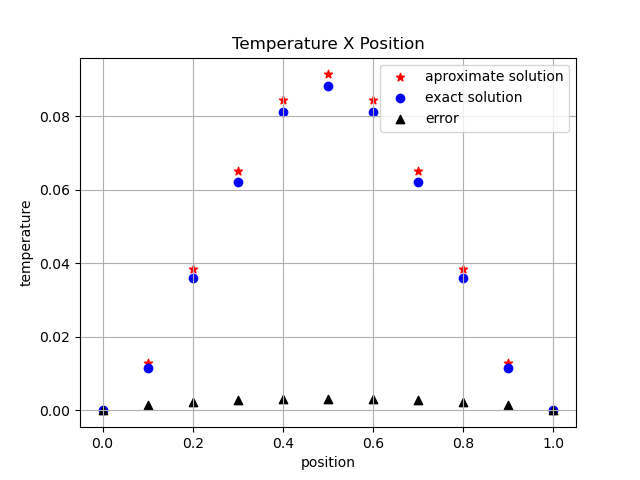 Temperature X Position
aproximate solution
exact solution
error
temperature
0.08
0.06
0.04
0.02
0.00
0.0 0.2 0.4 0.6 0.8 1.0
position